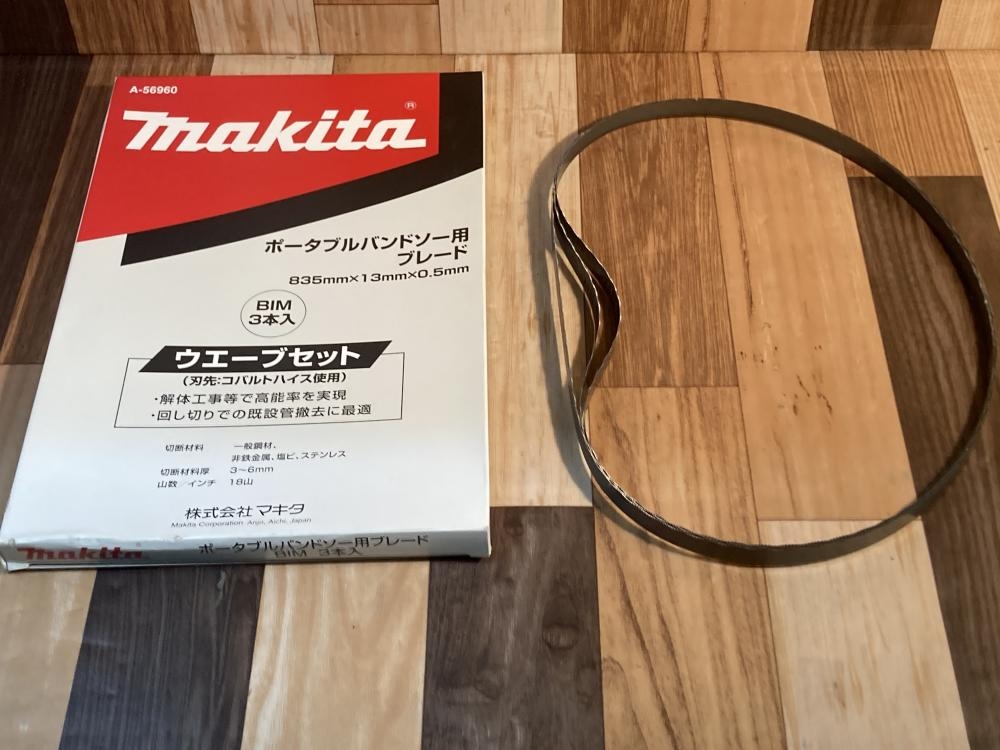 A-56960
makita®
ポータブルバンドソー用
ブレード
835mm×13mm×0.5mm
BIM
3本入
ウエーブセット
(刃先:コバルトハイス使用)
・解体工事等で高能率を実現
・回し切りでの既設管撤去に最適
切断材料 一般鋼材、
非鉄金属、塩ビ、ステンレス
切断材料厚 3〜6mm
山数/インチ 18山
株式会社マキタ
Makita Corporation Anjo, Aichi, Japan
makita ポータブルバンドソー用ブレード
BIM 3本入